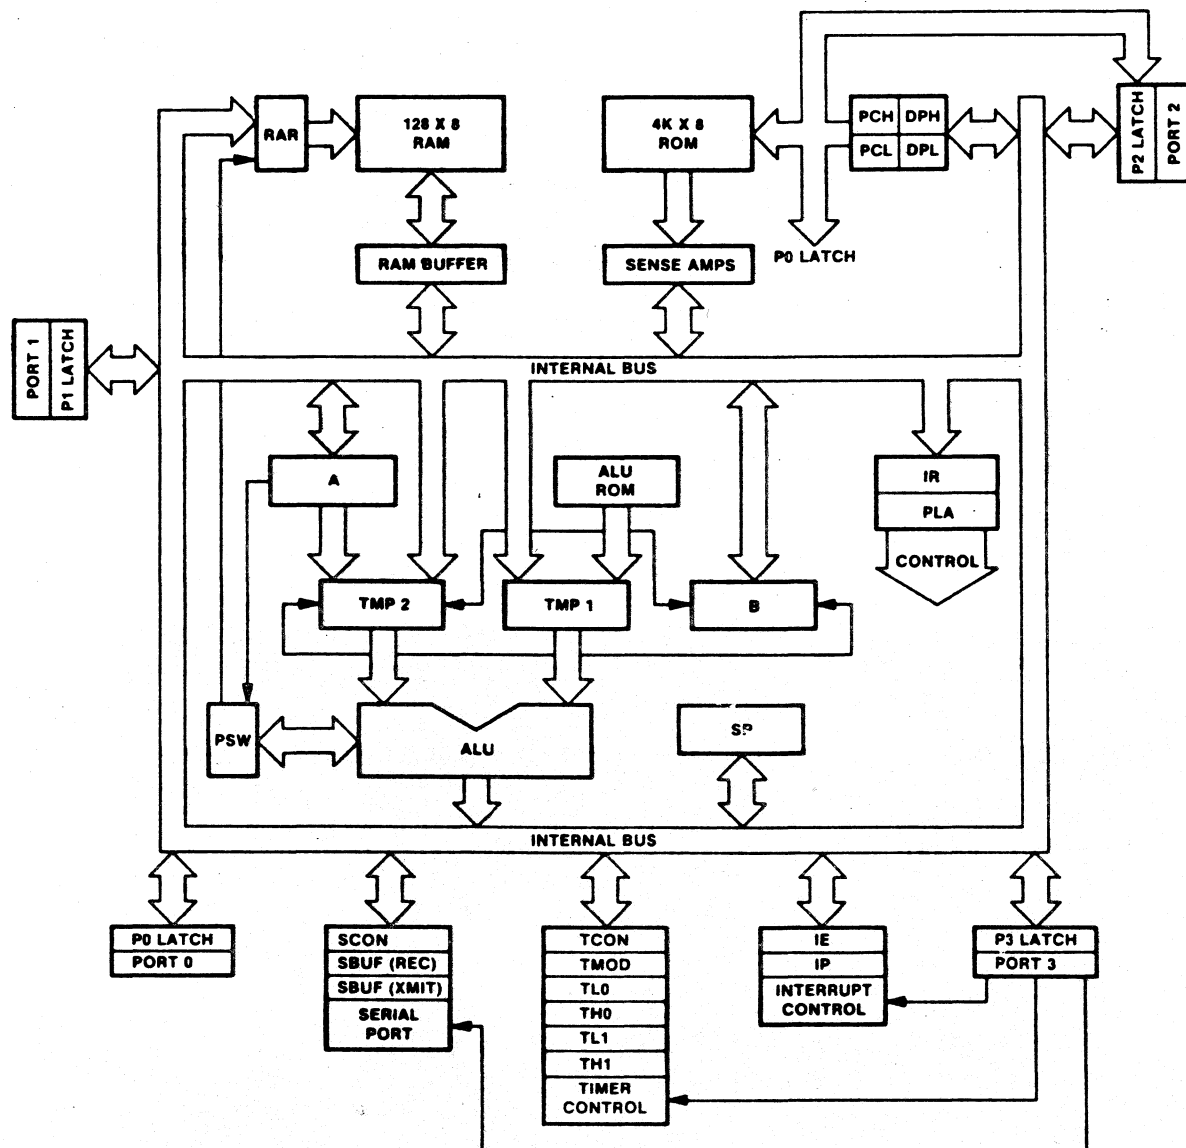 RAR
128 X 8
RAM
4K X 8
ROM
PCH
DPH
PCL
DPL
P2 LATCH
PORT 2
RAM BUFFER
SENSE AMPS
P0 LATCH
PORT 1
P1 LATCH
INTERNAL BUS
A
ALU
ROM
IR
PLA
CONTROL
TMP 2
TMP 1
B
PSW
ALU
SP
INTERNAL BUS
P0 LATCH
PORT 0
SCON
SBUF (REC)
SBUF (XMIT)
SERIAL
PORT
TCON
TMOD
TL0
TH0
TL1
TH1
TIMER
CONTROL
IE
IP
INTERRUPT
CONTROL
P3 LATCH
PORT 3